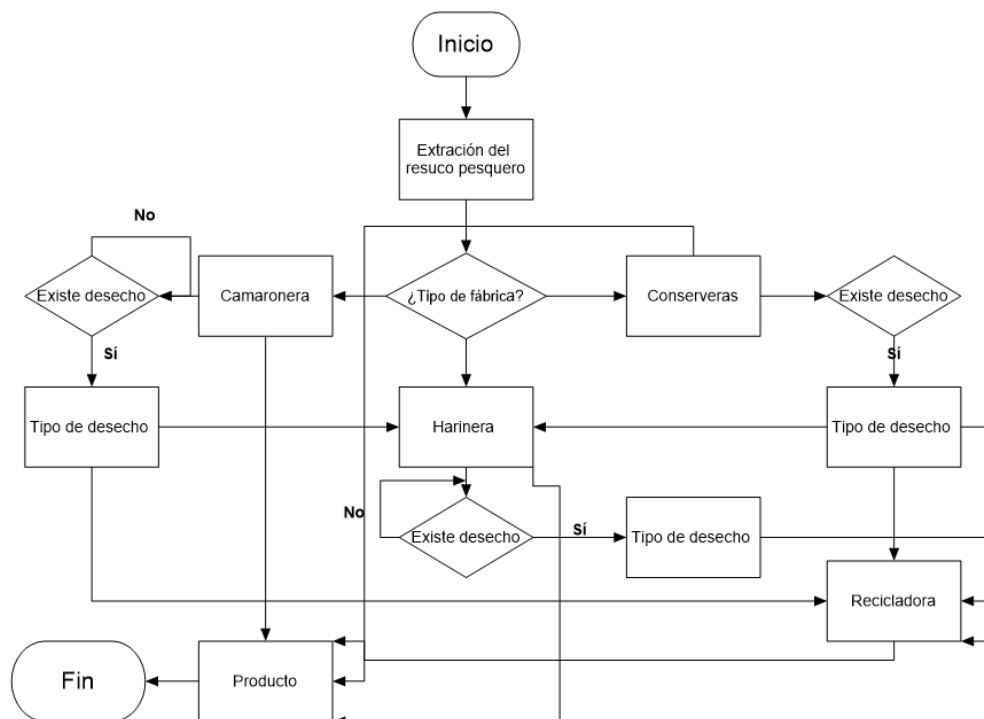 Inicio
Extración del
resuco pesquero
No
Existe desecho
Camaronera
¿Tipo de fábrica?
Conserveras
Existe desecho
Sí
Sí
Tipo de desecho
Harinera
Tipo de desecho
No
Existe desecho
Sí
Tipo de desecho
Recicladora
Fin
Producto